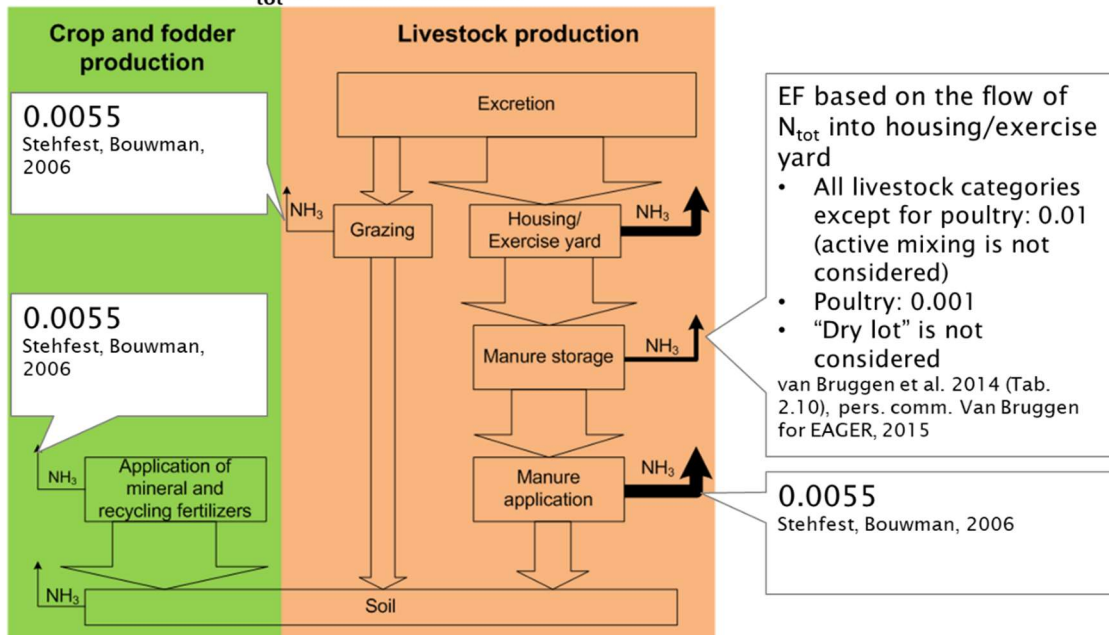 tot
Crop and fodder
production
Livestock production
0.0055
Stehfest, Bouwman,
2006
Excretion
NH3
Grazing
Housing/
Exercise yard
NH3
EF based on the flow of
Ntot into housing/exercise
yard
• All livestock categories
except for poultry: 0.01
(active mixing is not
considered)
• Poultry: 0.001
• “Dry lot” is not
considered
van Bruggen et al. 2014 (Tab.
2.10), pers. comm. Van Bruggen
for EAGER, 2015
0.0055
Stehfest, Bouwman,
2006
Manure storage
NH3
NH3
Application of
mineral and
recycling fertilizers
Manure
application
NH3
0.0055
Stehfest, Bouwman, 2006
NH3
Soil